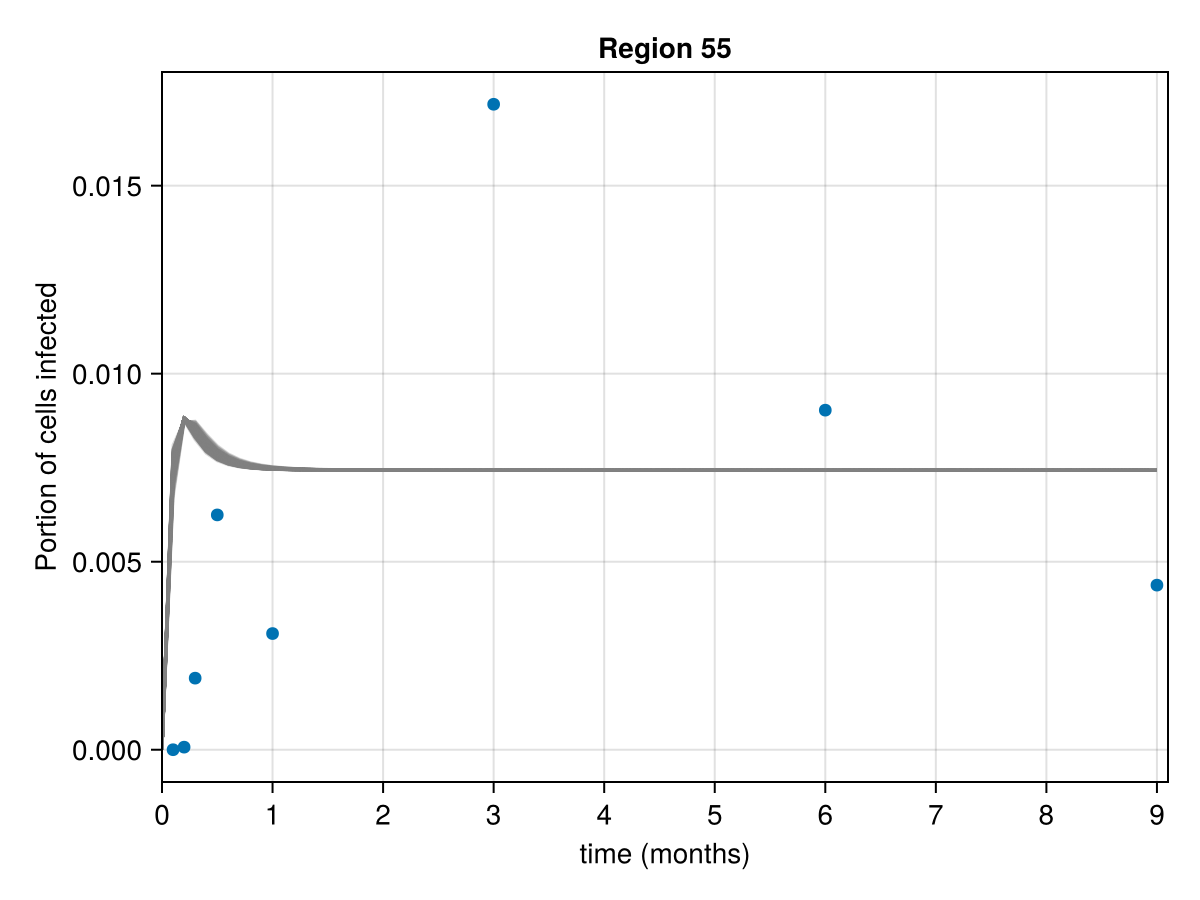 Region 55
Portion of cells infected
0.015
0.010
0.005
0.000
0 1 2 3 4 5 6 7 8 9
time (months)